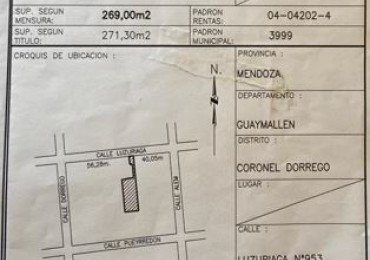 SUP. SEGUN MENSURA: 269,00m2 PADRON RENTAS: 04-04202-4
SUP. SEGUN TITULO: 271,30m2 PADRON MUNICIPAL: 3999
CROQUIS DE UBICACION :
N.
PROVINCIA :
MENDOZA
DEPARTAMENTO :
GUAYMALLEN
DISTRITO :
CORONEL DORREGO
LUGAR :
CALLE :
LUZURIAGA Nº953
CALLE LUZURIAGA
56,28m. 40,05m.
CALLE DORREGO
CALLE ALEM
CALLE PUEYRREDON